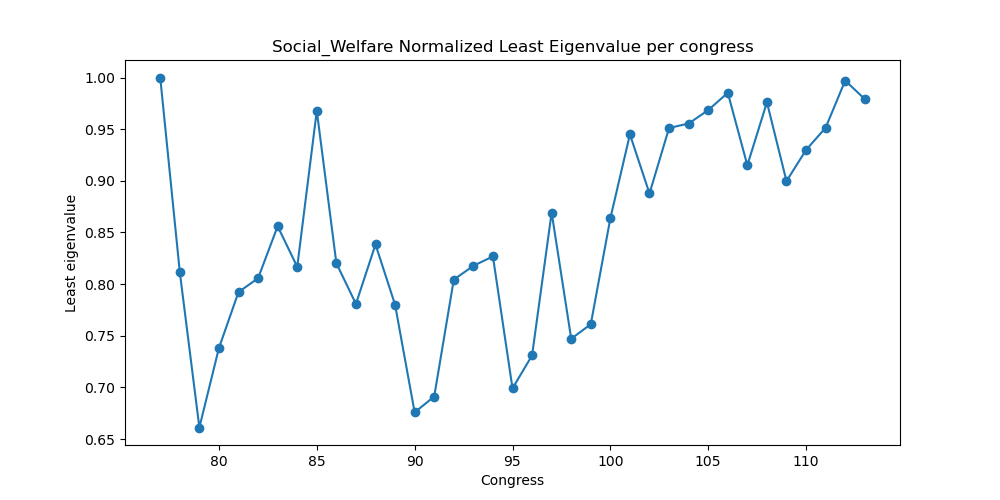 Social_Welfare Normalized Least Eigenvalue per congress
1.00
0.95
0.90
0.85
0.80
0.75
0.70
0.65
Least eigenvalue
80 85 90 95 100 105 110
Congress